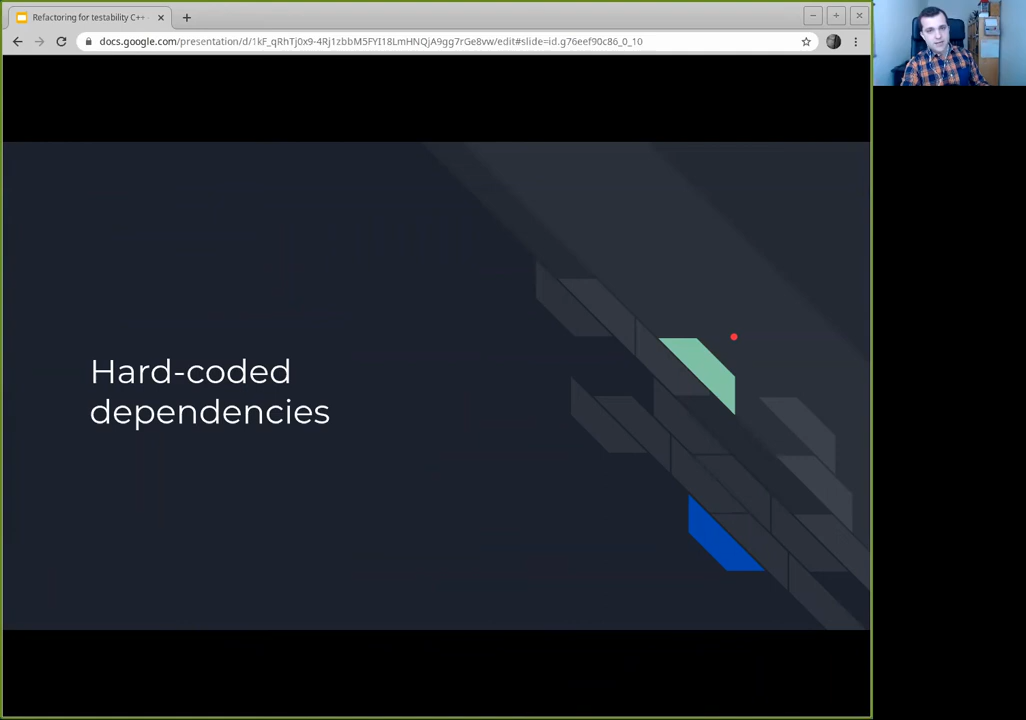 Refactoring for testability C++
docs.google.com/presentation/d/1kF_qRhTj0x9-4Rj1zbbM5FYI18LmHNQjA9gg7rGe8vw/edit#slide=id.g76eef90c86_0_10
Hard-coded
dependencies